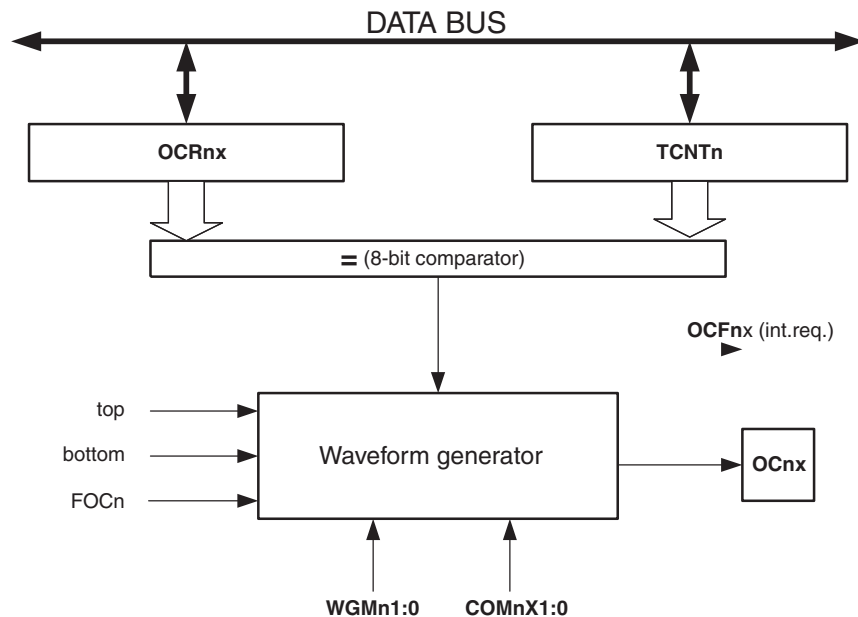 DATA BUS
OCRnx
TCNTn
= (8-bit comparator)
OCFnx (int.req.)
top
bottom
FOCn
Waveform generator
OCnx
WGMn1:0
COMnX1:0